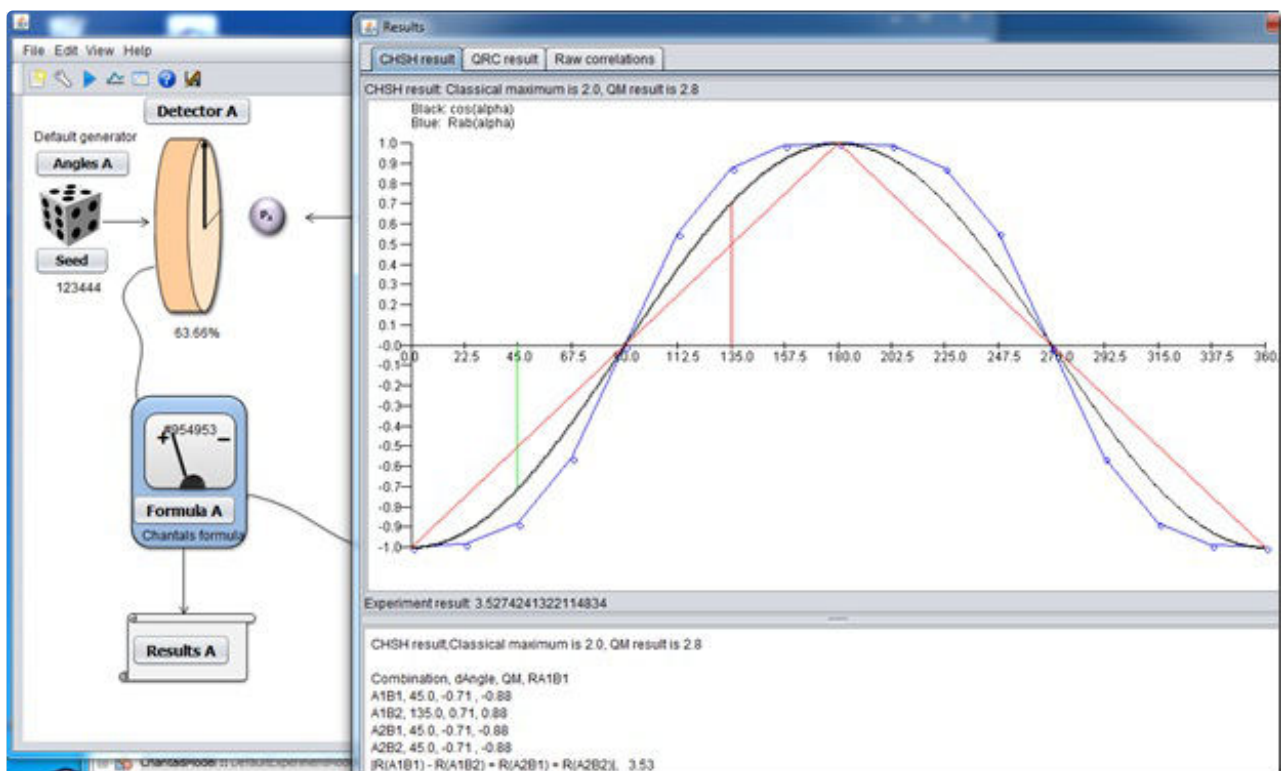 File Edit View Help
Detector A
Default generator
Angles A
Seed
123444
63.66%
#954953
+ −
Formula A
Chantals formula
Results A
Results
CHSH result QRC result Raw correlations
CHSH result: Classical maximum is 2.0, QM result is 2.8
Black: cos(alpha)
Blue: Rab(alpha)
1.0
0.9
0.8
0.7
0.6
0.5
0.4
0.3
0.2
0.1
-0.0
0.0 22.5 45.0 67.5 112.5 135.0 157.5 180.0 202.5 225.0 247.5 292.5 315.0 337.5 360.
-0.1
-0.2
-0.3
-0.4
-0.5
-0.6
-0.7
-0.8
-0.9
-1.0
Experiment result: 3.5274241322114834
CHSH result,Classical maximum is 2.0, QM result is 2.8
Combination, dAngle, QM, RA1B1
A1B1, 45.0, -0.71 , -0.88
A1B2, 135.0, 0.71, 0.88
A2B1, 45.0, -0.71, -0.88
A2B2, 45.0, -0.71, -0.88
|R(A1B1) - R(A1B2) + R(A2B1) + R(A2B2)|, 3.53